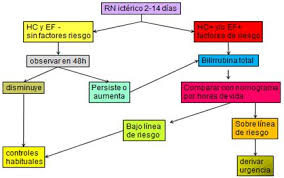 RN ictérico 2-14 días
HC y EF -
sin factores riesgo
HC+ y/o EF+
factores de riesgo
observar en 48h
Persiste o
aumenta
Bilirrubina total
disminuye
Comparar con nomograma
por horas de vida
Bajo línea
de riesgo
Sobre línea
de riesgo
controles
habituales
derivar
urgencia